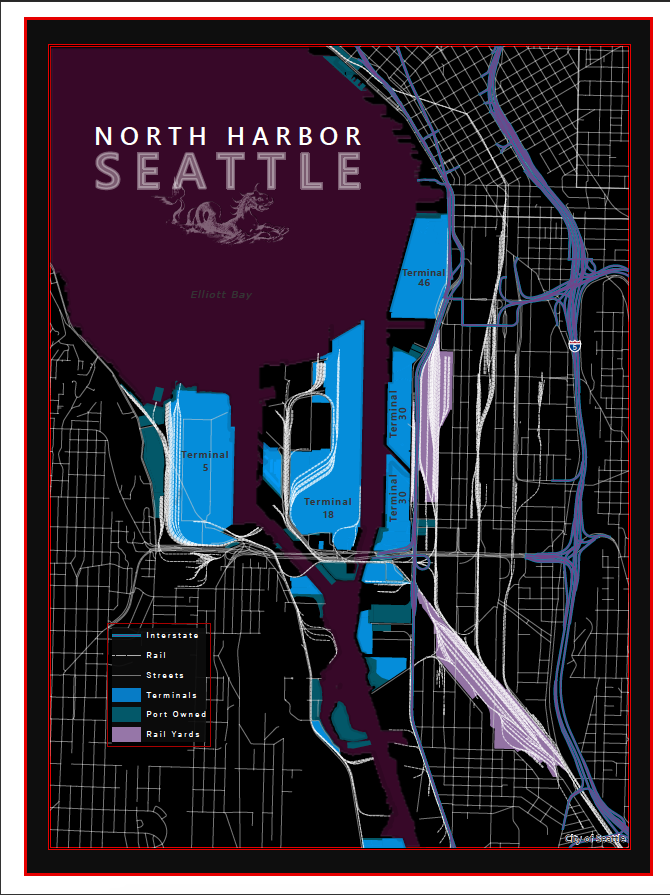 NORTH HARBOR
SEATTLE
Elliott Bay
Terminal
46
5
Terminal
30
Terminal
5
Terminal
18
Terminal
30
Interstate
Rail
Streets
Terminals
Port Owned
Rail Yards
City of Seattle